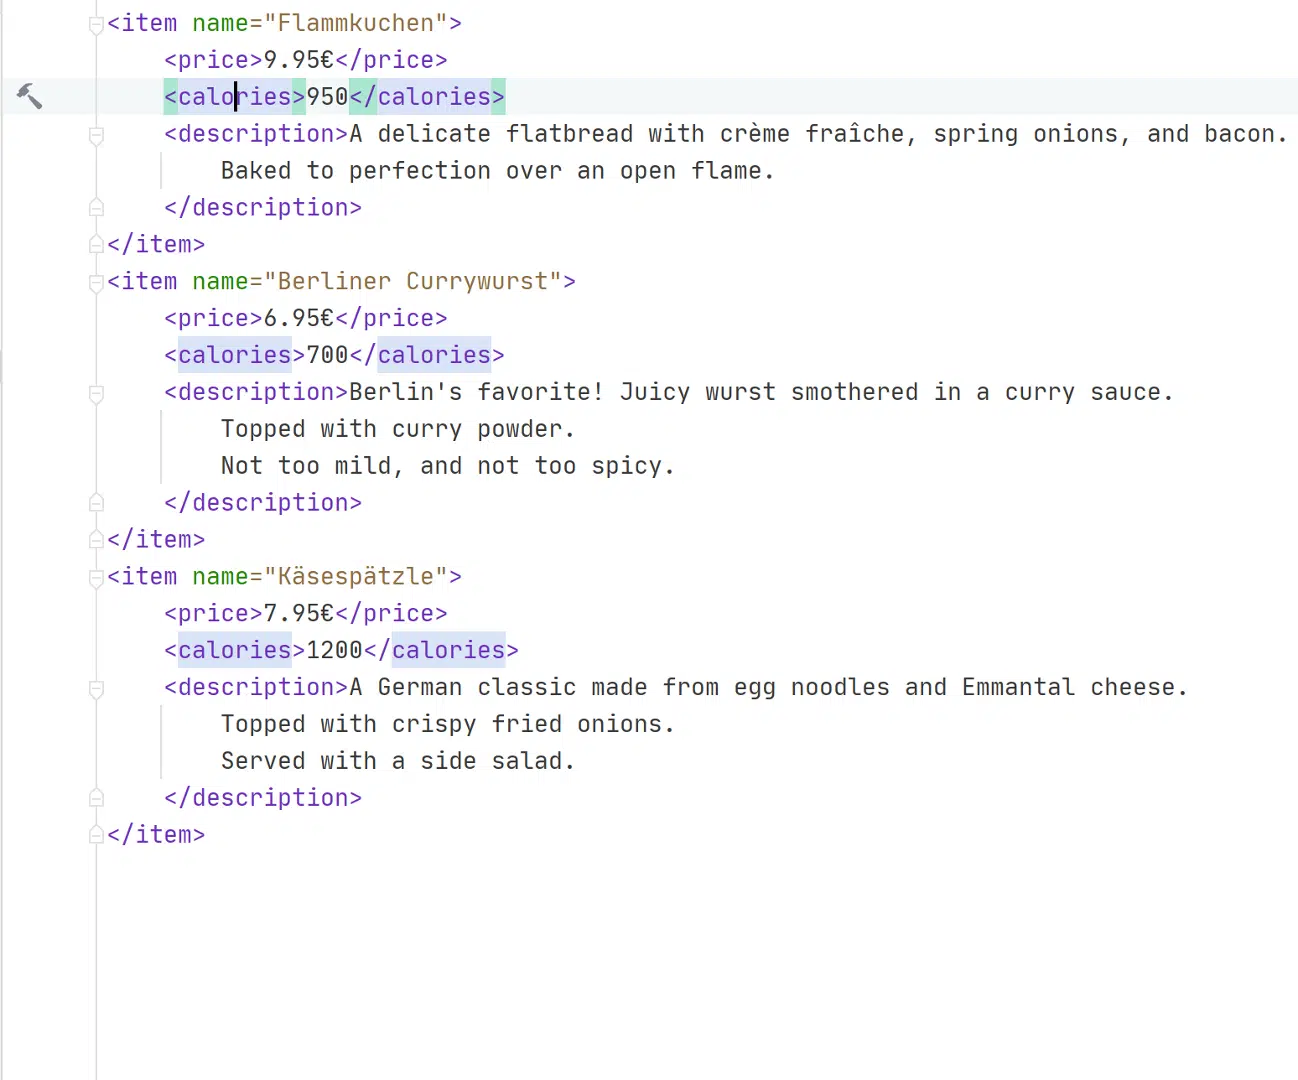 <item name="Flammkuchen">
<price>9.95€</price>
<calories>950</calories>
<description>A delicate flatbread with crème fraîche, spring onions, and bacon.
Baked to perfection over an open flame.
</description>
</item>
<item name="Berliner Currywurst">
<price>6.95€</price>
<calories>700</calories>
<description>Berlin's favorite! Juicy wurst smothered in a curry sauce.
Topped with curry powder.
Not too mild, and not too spicy.
</description>
</item>
<item name="Käsespätzle">
<price>7.95€</price>
<calories>1200</calories>
<description>A German classic made from egg noodles and Emmantal cheese.
Topped with crispy fried onions.
Served with a side salad.
</description>
</item>